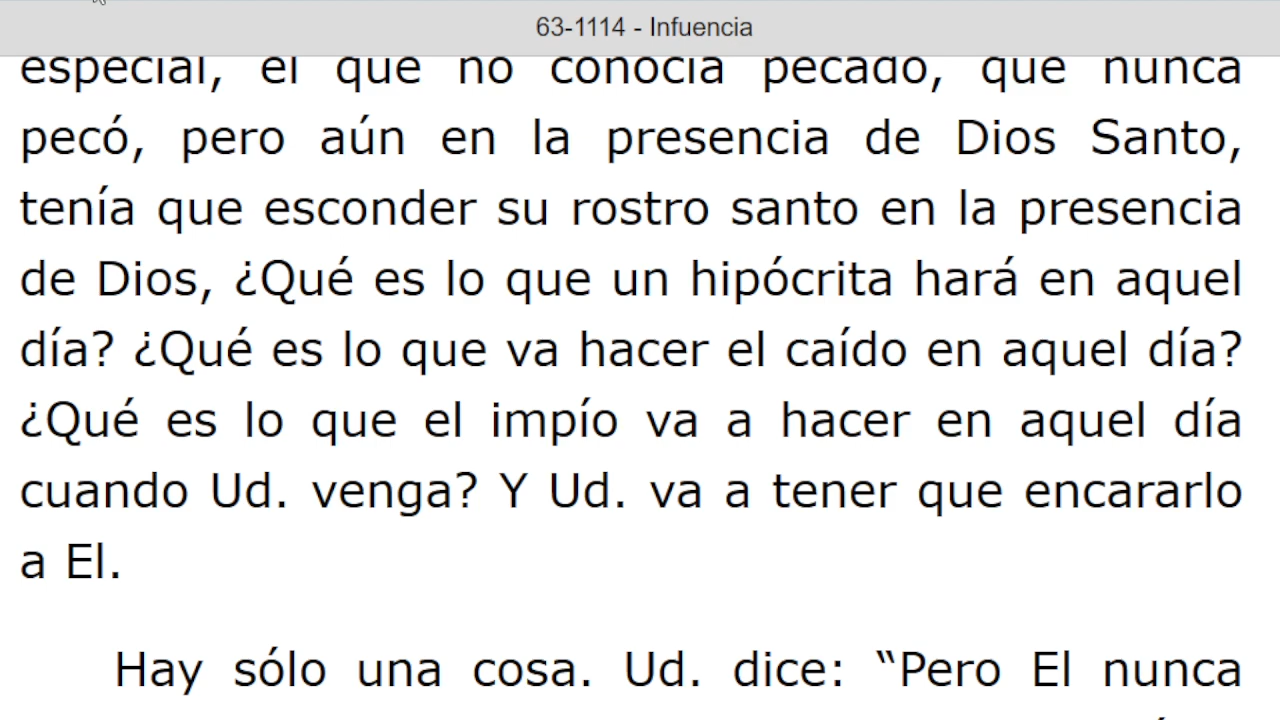 63-1114 - Infuencia
especial, el que no conocía pecado, que nunca
pecó, pero aún en la presencia de Dios Santo,
tenía que esconder su rostro santo en la presencia
de Dios, ¿Qué es lo que un hipócrita hará en aquel
día? ¿Qué es lo que va hacer el caído en aquel día?
¿Qué es lo que el impío va a hacer en aquel día
cuando Ud. venga? Y Ud. va a tener que encararlo
a El.
Hay sólo una cosa. Ud. dice: “Pero El nunca